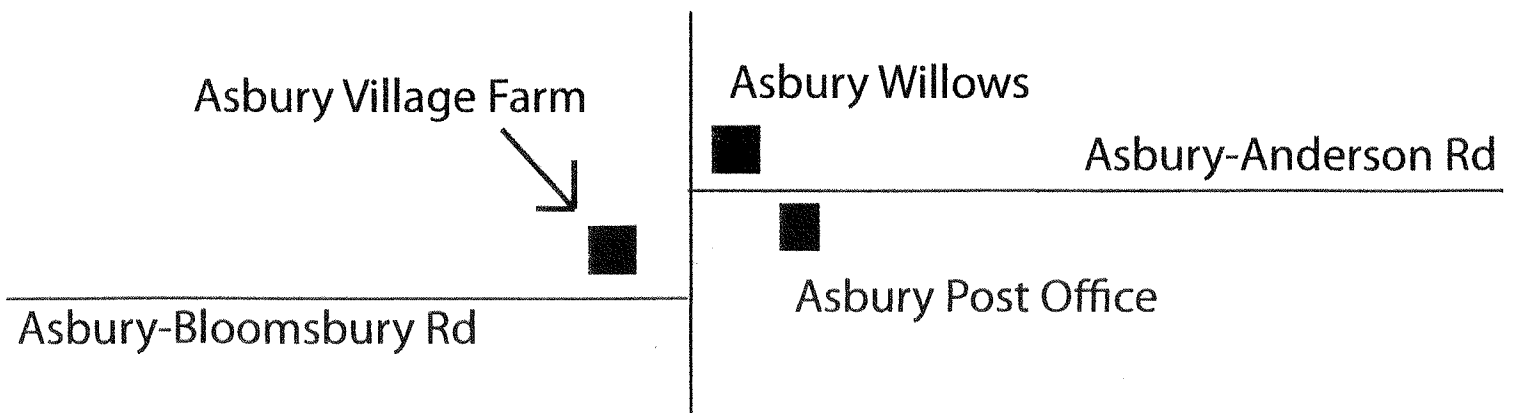 Asbury Village Farm
Asbury Willows
Asbury-Anderson Rd
Asbury Post Office
Asbury-Bloomsbury Rd